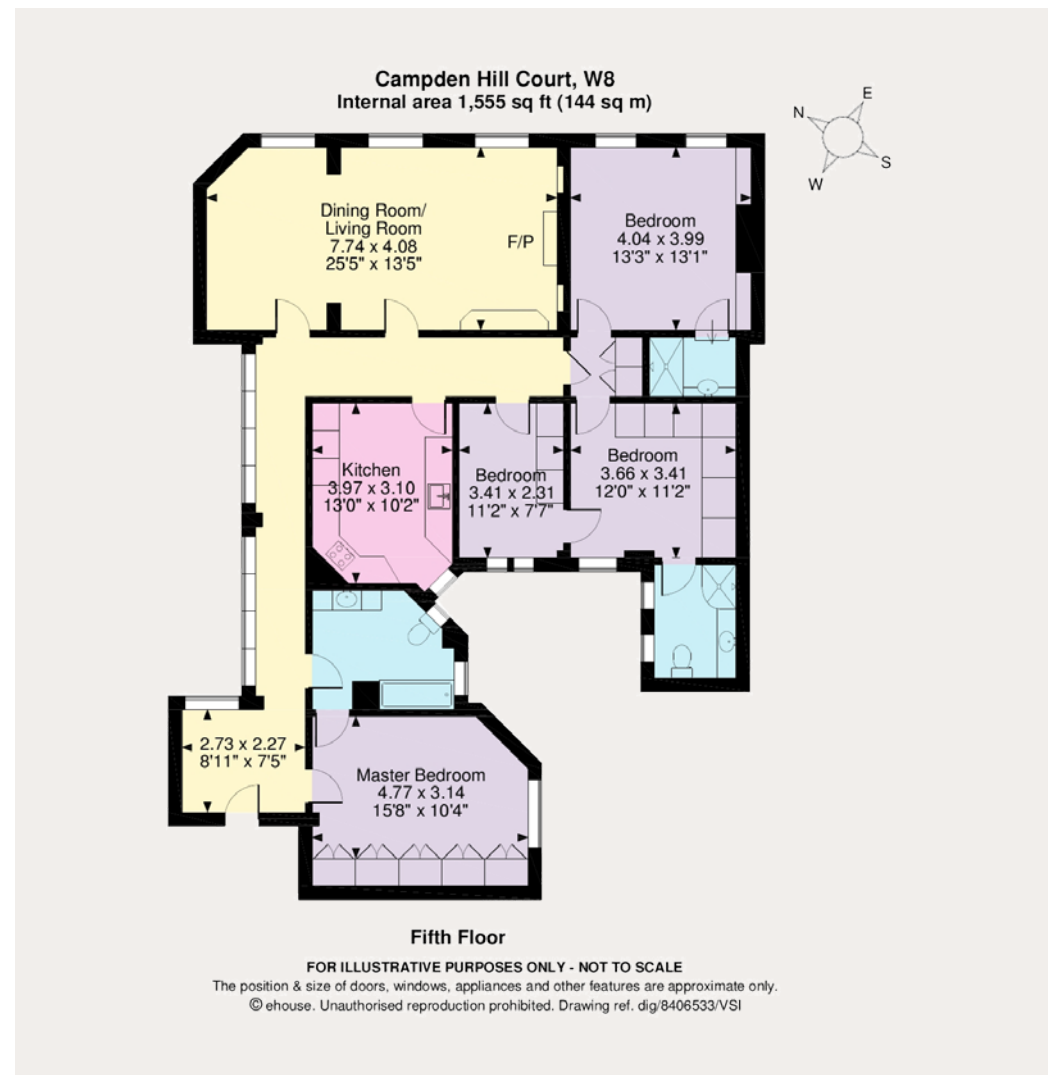 Campden Hill Court, W8
Internal area 1,555 sq ft (144 sq m)
E
N
S
W
Dining Room/
Living Room
7.74 x 4.08
25'5" x 13'5"
F/P
Bedroom
4.04 x 3.99
13'3" x 13'1"
Kitchen
3.97 x 3.10
13'0" x 10'2"
Bedroom
3.41 x 2.31
11'2" x 7'7"
Bedroom
3.66 x 3.41
12'0" x 11'2"
2.73 x 2.27
8'11" x 7'5"
Master Bedroom
4.77 x 3.14
15'8" x 10'4"
Fifth Floor
FOR ILLUSTRATIVE PURPOSES ONLY - NOT TO SCALE
The position & size of doors, windows, appliances and other features are approximate only.
© ehouse. Unauthorised reproduction prohibited. Drawing ref. dig/8406533/VSI